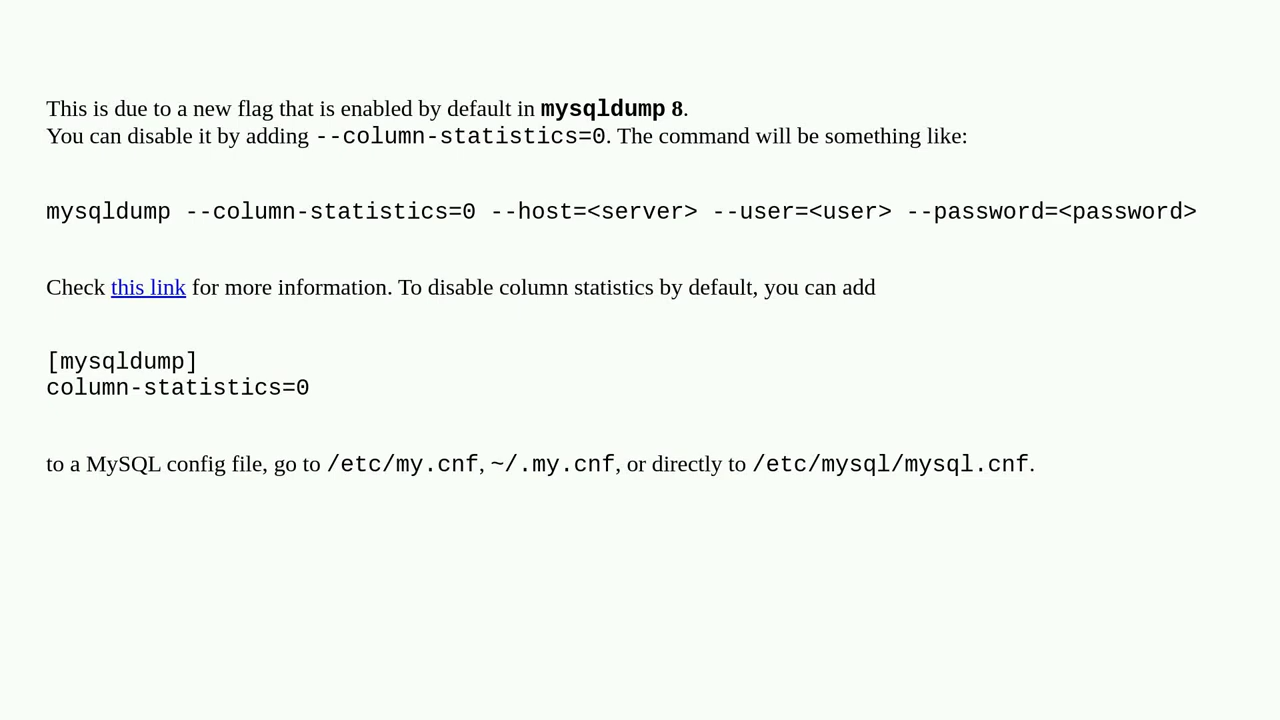 This is due to a new flag that is enabled by default in mysqldump 8.
You can disable it by adding --column-statistics=0. The command will be something like:
mysqldump --column-statistics=0 --host=<server> --user=<user> --password=<password>
Check this link for more information. To disable column statistics by default, you can add
[mysqldump]
column-statistics=0
to a MySQL config file, go to /etc/my.cnf, ~/.my.cnf, or directly to /etc/mysql/mysql.cnf.